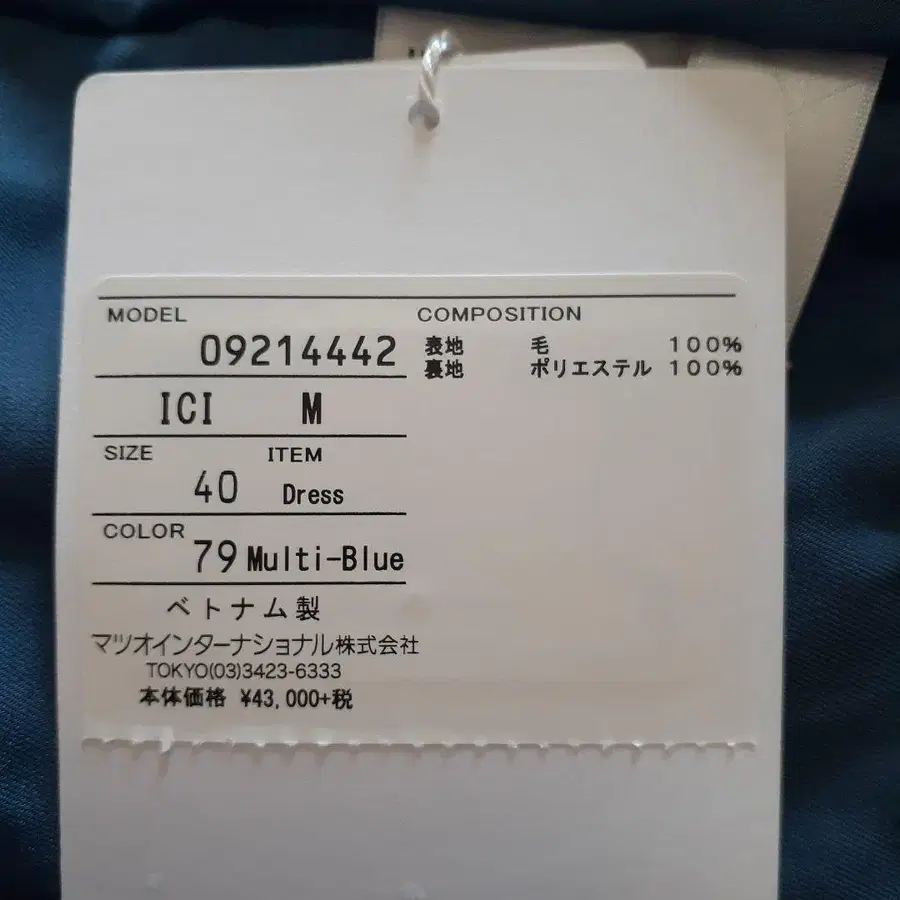 MODEL
09214442
ICI M
SIZE ITEM
40 Dress
COLOR
79 Multi-Blue
ベトナム製
マツオインターナショナル株式会社
TOKYO(03)3423-6333
本体価格 ¥43,000+税
COMPOSITION
表地 毛 100%
裏地 ポリエステル 100%